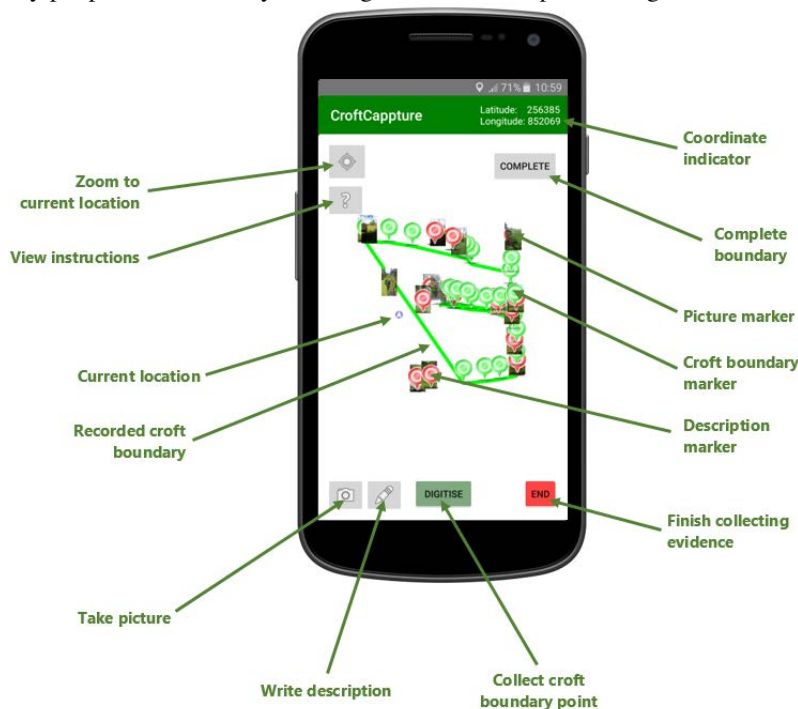 71% 10:59
CroftCappture
Latitude: 256385
Longitude: 852069
Coordinate
indicator
COMPLETE
Zoom to
current location
?
Complete
boundary
View instructions
Picture marker
Current location
Croft boundary
marker
Recorded croft
boundary
Description
marker
DIGITISE
END
Finish collecting
evidence
Take picture
Write description
Collect croft
boundary point